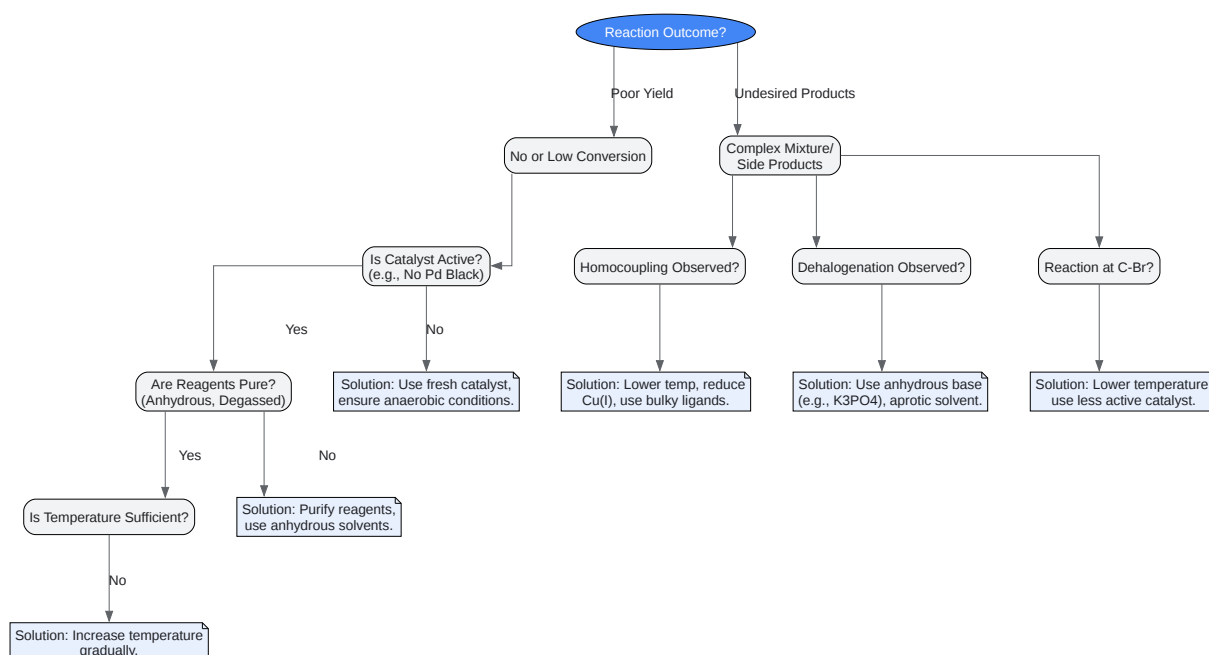 Reaction Outcome?
Poor Yield
Undesired Products
No or Low Conversion
Complex Mixture/
Side Products
Is Catalyst Active?
(e.g., No Pd Black)
Homocoupling Observed?
Dehalogenation Observed?
Reaction at C-Br?
Yes
No
Are Reagents Pure?
(Anhydrous, Degassed)
Solution: Use fresh catalyst,
ensure anaerobic conditions.
Solution: Lower temp, reduce
Cu(I), use bulky ligands.
Solution: Use anhydrous base
(e.g., K3PO4), aprotic solvent.
Solution: Lower temperature
use less active catalyst.
Yes
No
Is Temperature Sufficient?
Solution: Purify reagents,
use anhydrous solvents.
No
Solution: Increase temperature
gradually.